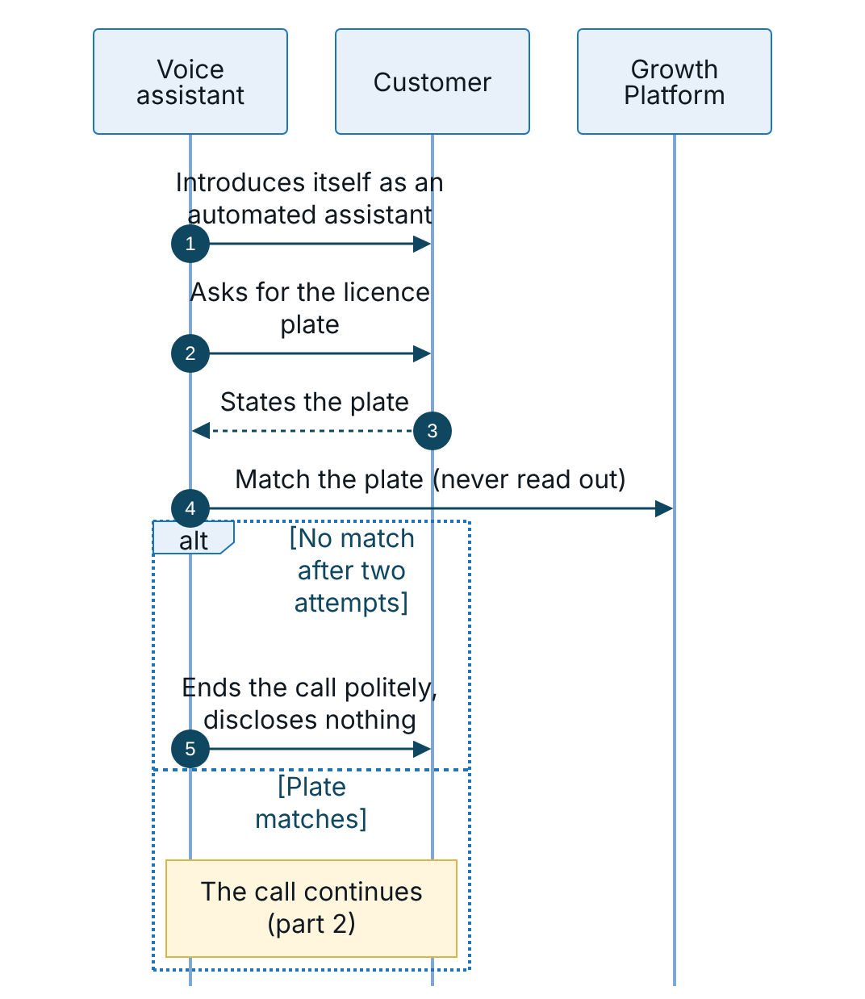 Voice
assistant
Customer
Growth
Platform
Introduces itself as an
automated assistant
1
Asks for the licence
plate
2
States the plate
3
Match the plate (never read out)
4
alt
[No match
after two
attempts]
Ends the call politely,
discloses nothing
5
[Plate
matches]
The call continues
(part 2)